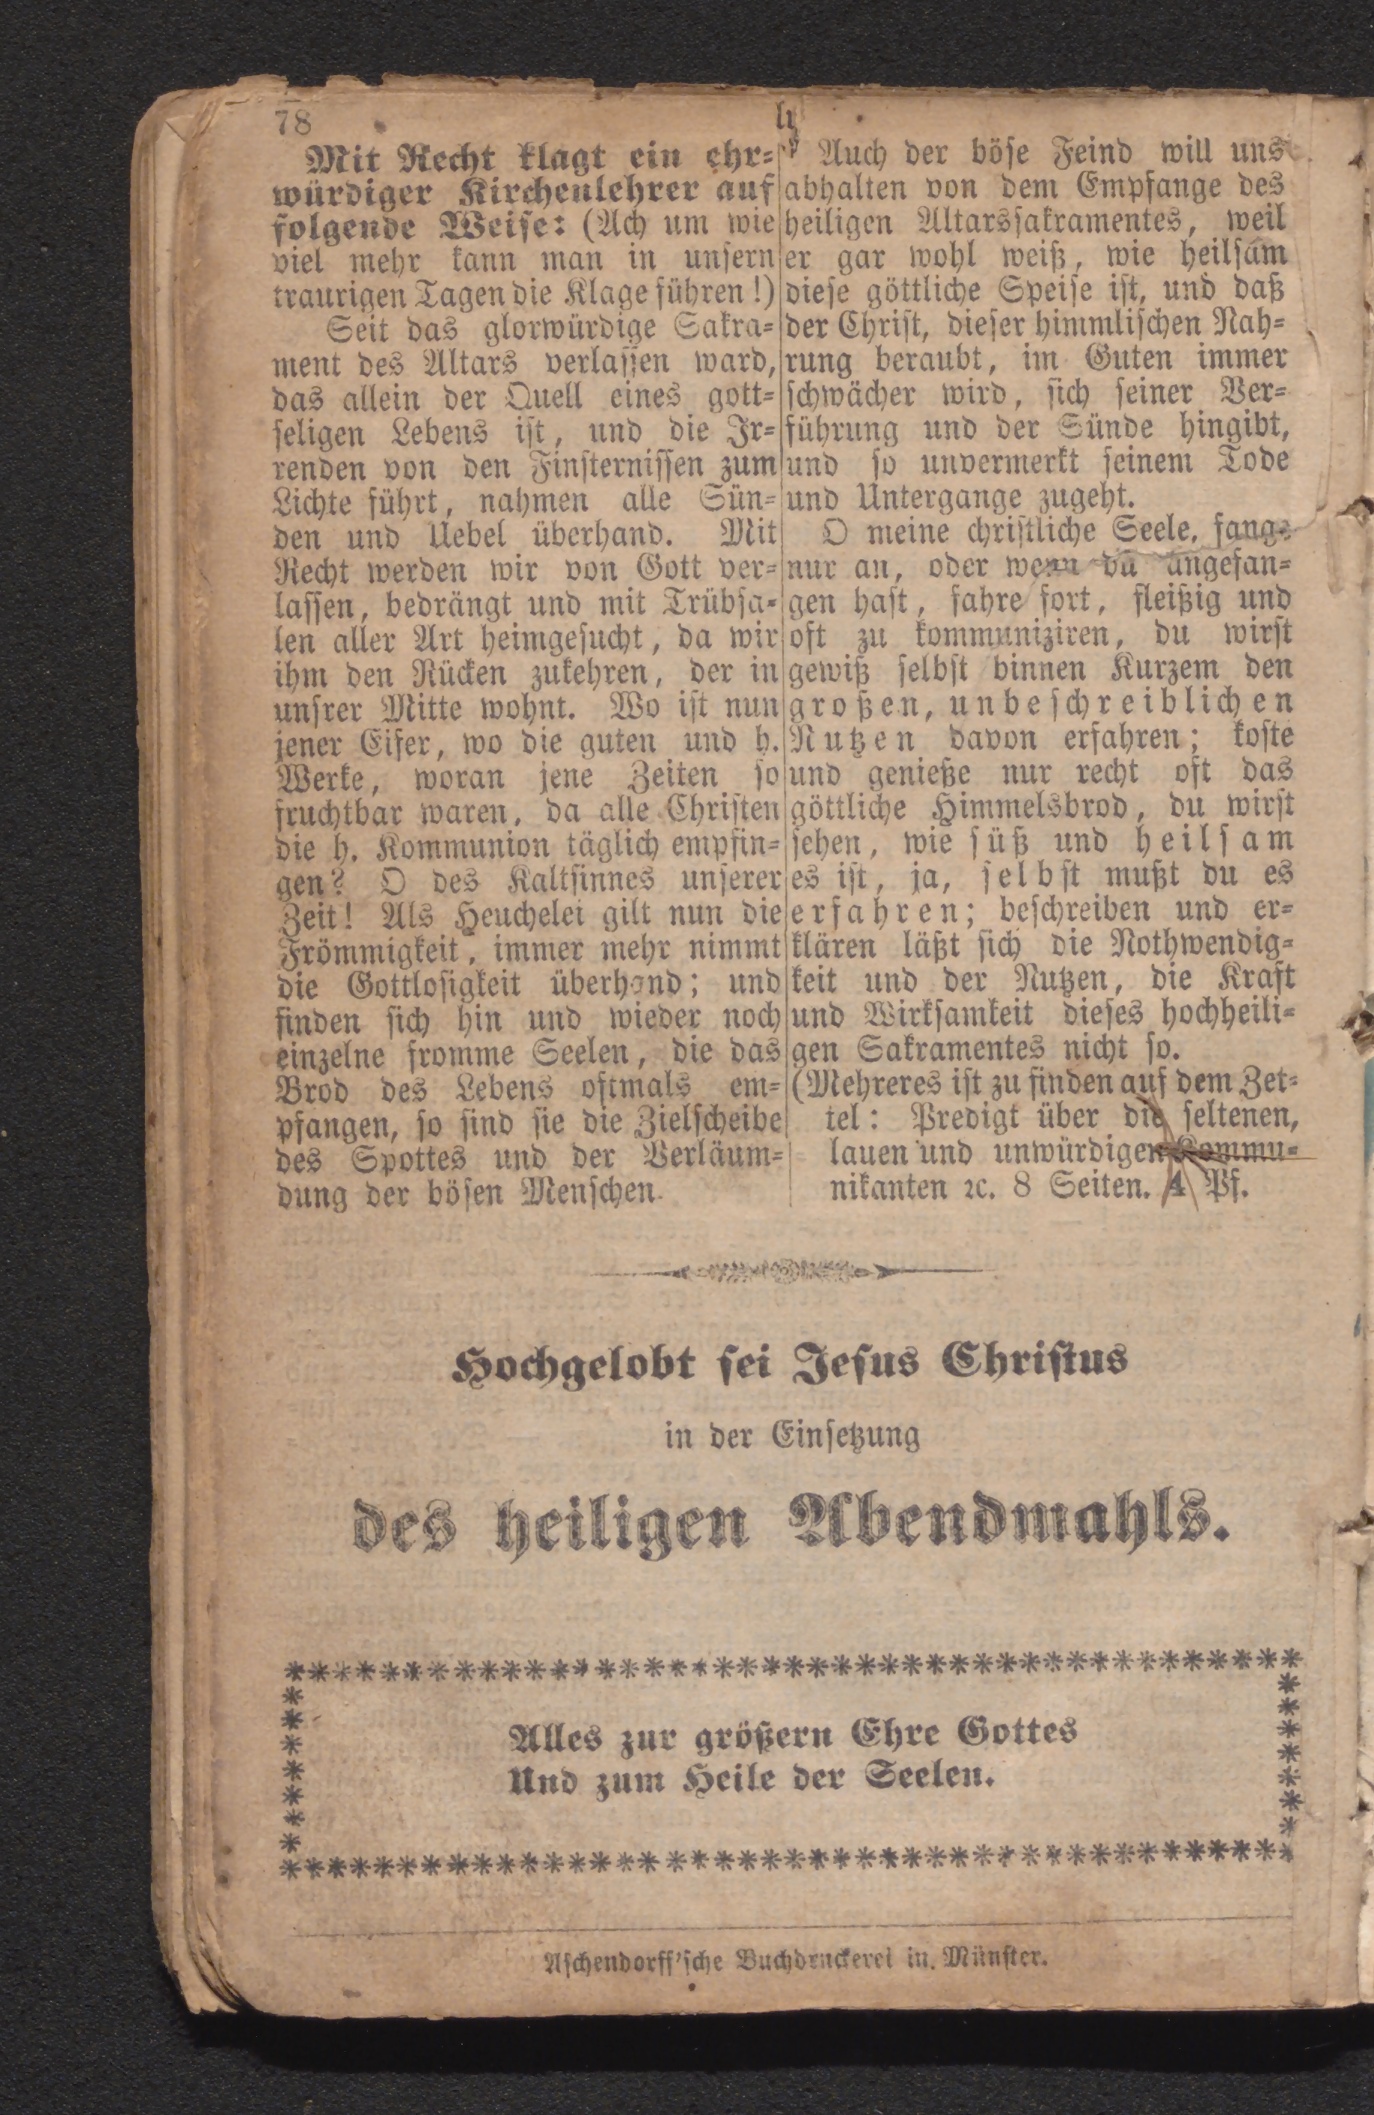 78
Mit Recht klagt ein ehr-
würdiger Kirchenlehrer auf
folgende Weise: (Ach um wie
viel mehr kann man in unsern
traurigen Tagen die Klage führen!)
Seit das glorwürdige Sakra-
ment des Altars verlassen ward,
das allein der Quell eines gott-
seligen Lebens ist, und die Ir-
renden von den Finsternissen zum
Lichte führt, nahmen alle Sün-
den und Uebel überhand. Mit
Recht werden wir von Gott ver-
lassen, bedrängt und mit Trübsa-
len aller Art heimgesucht, da wir
ihm den Rücken zukehren, der in
unsrer Mitte wohnt. Wo ist nun
jener Eifer, wo die guten und h.
Werke, woran jene Zeiten so
fruchtbar waren, da alle Christen
die h. Kommunion täglich empfin-
gen? O des Kaltsinnes unserer
Zeit! Als Heuchelei gilt nun die
Frömmigkeit, immer mehr nimmt
die Gottlosigkeit überhand; und
finden sich hin und wieder noch
einzelne fromme Seelen, die das
Brod des Lebens oftmals em-
pfangen, so sind sie die Zielscheibe
des Spottes und der Verläum-
dung der bösen Menschen.
Auch der böse Feind will uns
abhalten von dem Empfange des
heiligen Altarssakramentes, weil
er gar wohl weiß, wie heilsam
diese göttliche Speise ist, und daß
der Christ, dieser himmlischen Nah-
rung beraubt, im Guten immer
schwächer wird, sich seiner Ver-
führung und der Sünde hingibt,
und so unvermerkt seinem Tode
und Untergange zugeht.
O meine christliche Seele, fange
nur an, oder wenn du angefan-
gen hast, fahre fort, fleißig und
oft zu kommuniziren, du wirst
gewiß selbst binnen Kurzem den
großen, unbeschreiblichen
Nutzen davon erfahren; koste
und genieße nur recht oft das
göttliche Himmelsbrod, du wirst
sehen, wie süß und heilsam
es ist, ja, selbst mußt du es
erfahren; beschreiben und er-
klären läßt sich die Nothwendig-
keit und der Nutzen, die Kraft
und Wirksamkeit dieses hochheili-
gen Sakramentes nicht so.
(Mehreres ist zu finden auf dem Zet-
tel: Predigt über die seltenen,
lauen und unwürdigen Kommu-
nikanten ꝛc. 8 Seiten. 4 Pf.
Hochgelobt sei Jesus Christus
in der Einsetzung
des heiligen Abendmahls.
Alles zur größern Ehre Gottes
Und zum Heile der Seelen.
Aschendorff'sche Buchdruckerei in Münster.